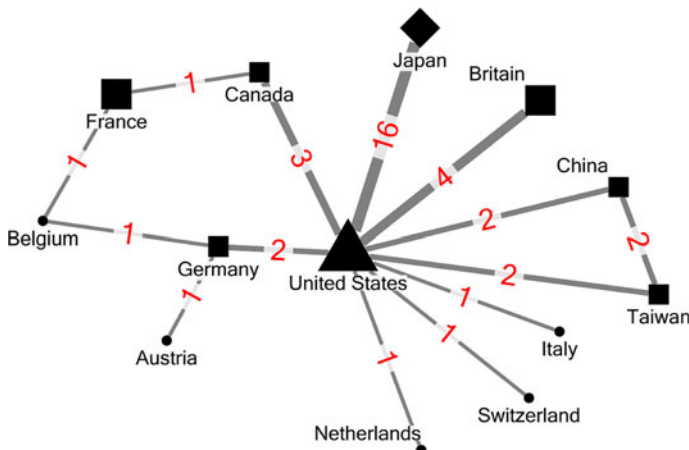 Japan
Britain
1
Canada
France
16
China
3
4
1
2
2
Belgium
1
Germany
2
United States
2
1
Taiwan
1
Italy
Austria
1
1
Switzerland
Netherlands